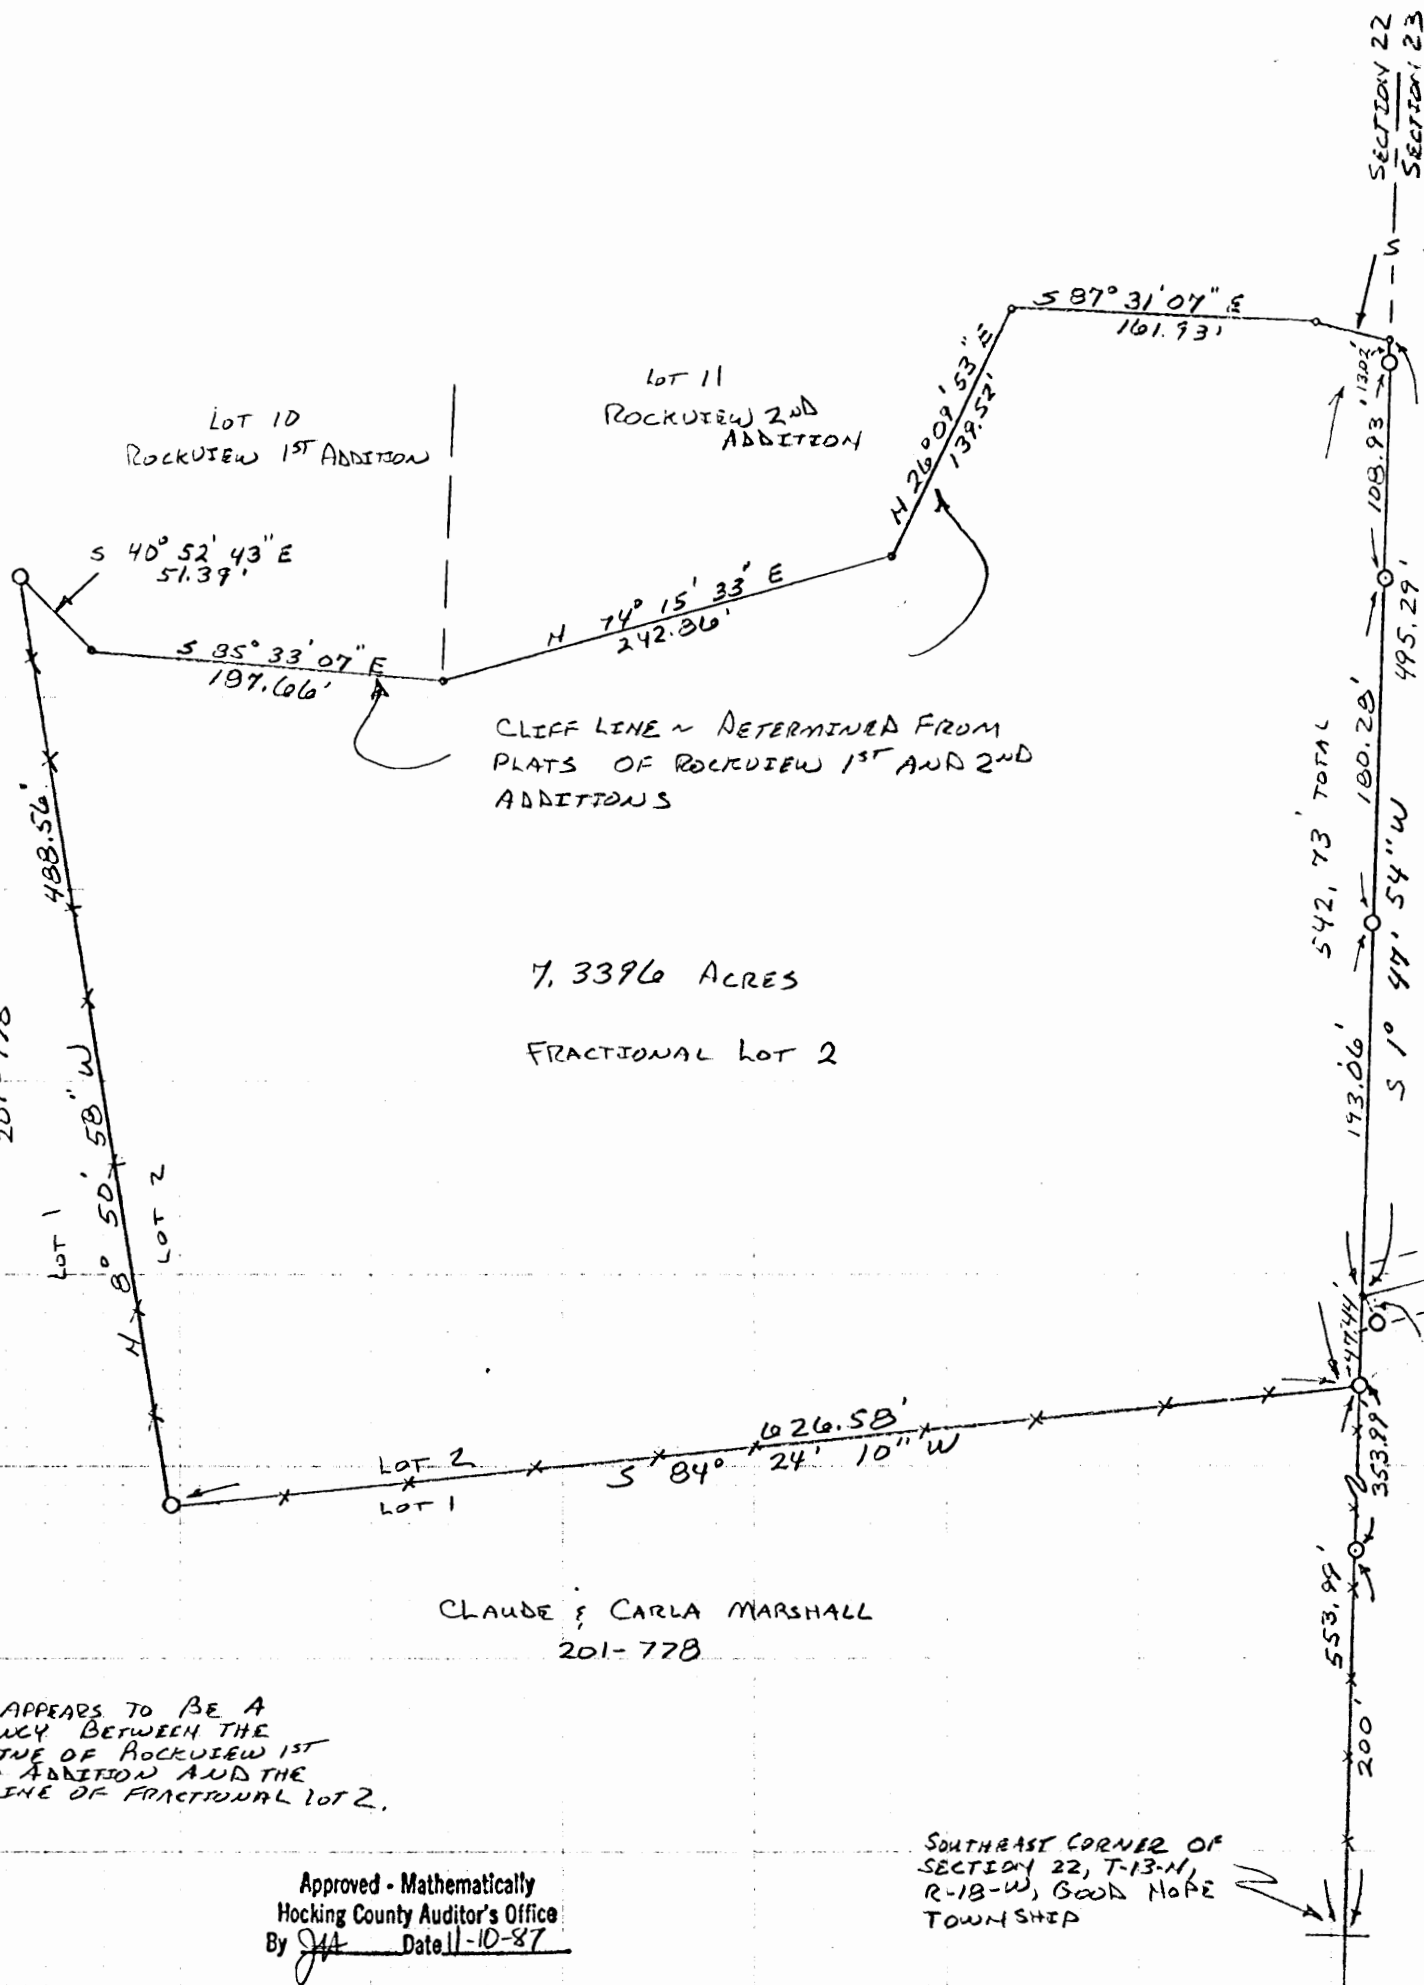 SECTION 22
SECTION 23
S
S 87° 31' 07" E
161.93'
13.02'
LOT 11
ROCKVIEW 2ND
ADDITION
LOT 10
ROCKVIEW 1ST ADDITION
N 26° 09' 53" E
139.52'
108.93'
S 40° 52' 43" E
51.39'
N 74° 15' 33" E
242.86'
S 85° 33' 07" E
187.66'
495.29'
CLIFF LINE ~ DETERMINED FROM
PLATS OF ROCKVIEW 1ST AND 2ND
ADDITIONS
180.28'
542.73' TOTAL
488.56'
S 1° 47' 54" W
7.3396 ACRES
FRACTIONAL LOT 2
193.06'
N 8° 50' 58" W
LOT 1
LOT 2
47.44'
626.58'
S 84° 24' 10" W
LOT 2
LOT 1
353.99'
553.99'
CLAUDE & CARLA MARSHALL
201-778
200'
APPEARS TO BE A
NCY BETWEEN THE
INE OF ROCKVIEW 1ST
ADDITION AND THE
INE OF FRACTIONAL LOT 2.
SOUTHEAST CORNER OF
SECTION 22, T-13-N,
R-18-W, GOOD HOPE
TOWNSHIP
Approved - Mathematically
Hocking County Auditor's Office
By Date 11-10-87